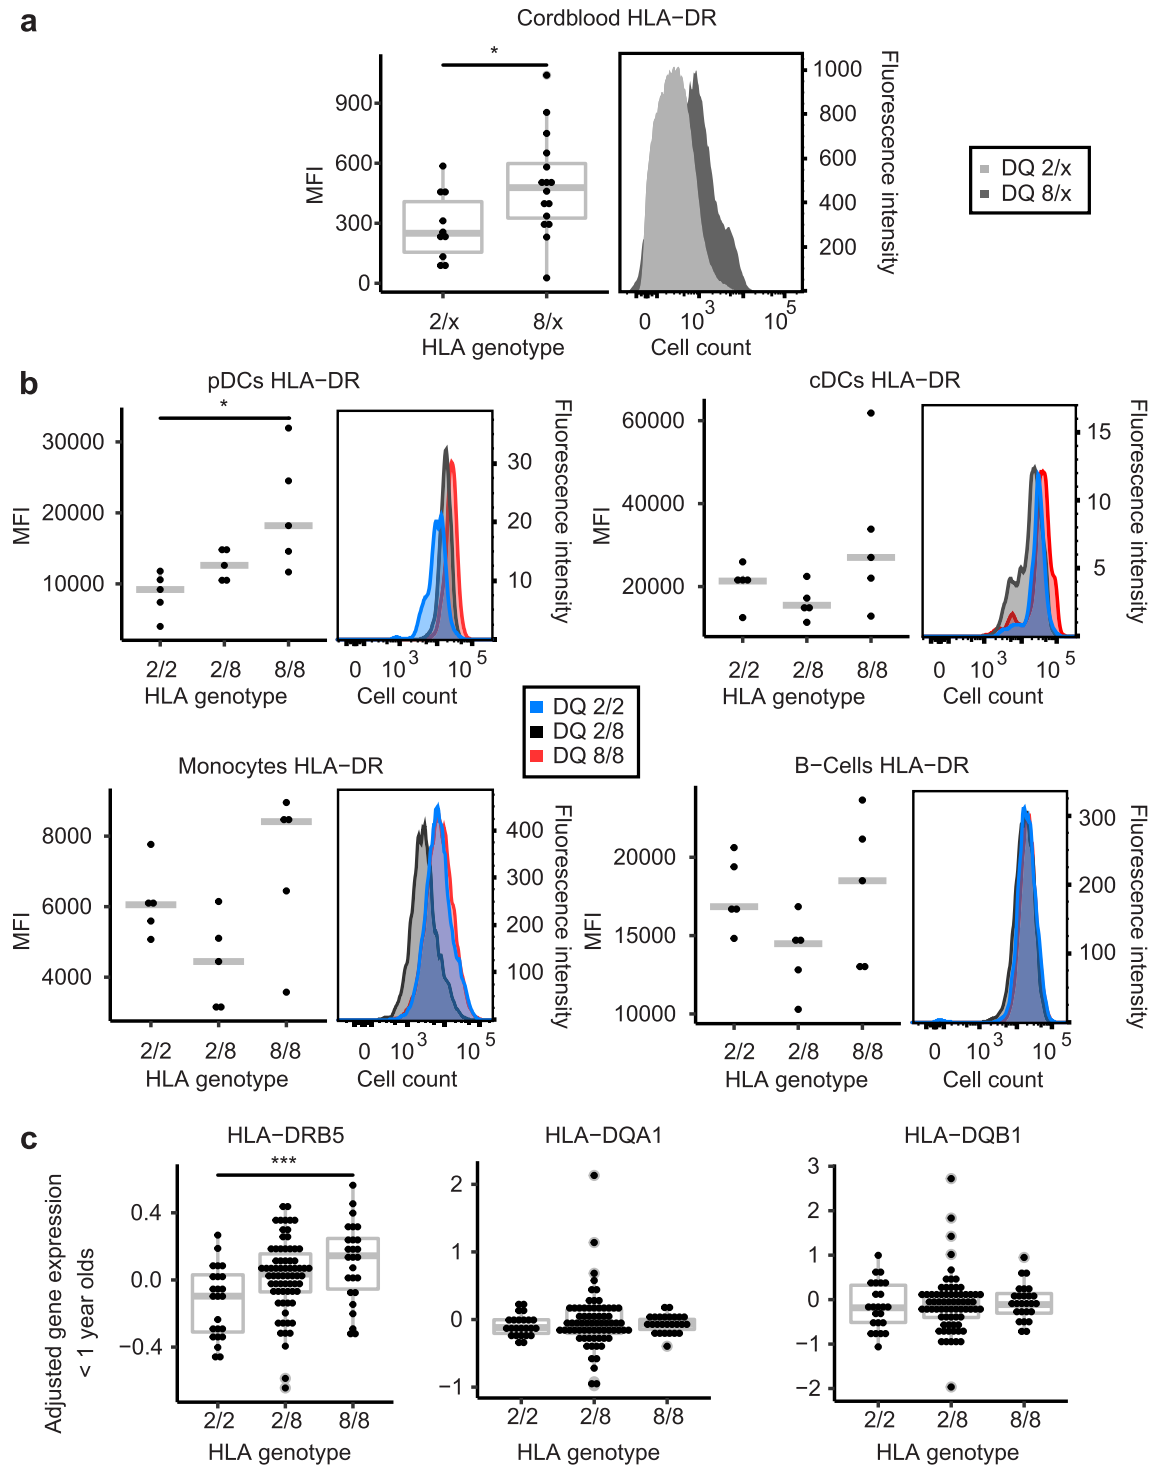 a
Cordblood HLA−DR
*
MFI
900
600
300
0
2/x
8/x
HLA genotype
1000
800
600
400
200
Fluorescence intensity
0
10^3
10^5
Cell count
DQ 2/x
DQ 8/x
b
pDCs HLA−DR
*
MFI
30000
20000
10000
2/2
2/8
8/8
HLA genotype
30
20
10
Fluorescence intensity
0
10^3
10^5
Cell count
cDCs HLA−DR
MFI
60000
40000
20000
2/2
2/8
8/8
HLA genotype
15
10
5
Fluorescence intensity
0
10^3
10^5
Cell count
DQ 2/2
DQ 2/8
DQ 8/8
Monocytes HLA−DR
MFI
8000
6000
4000
2/2
2/8
8/8
HLA genotype
400
300
200
100
Fluorescence intensity
0
10^3
10^5
Cell count
B−Cells HLA−DR
MFI
20000
15000
10000
2/2
2/8
8/8
HLA genotype
300
200
100
Fluorescence intensity
0
10^3
10^5
Cell count
c
HLA−DRB5
***
Adjusted gene expression
< 1 year olds
0.4
0.0
−0.4
2/2
2/8
8/8
HLA genotype
HLA−DQA1
2
1
0
−1
2/2
2/8
8/8
HLA genotype
HLA−DQB1
3
2
1
0
−1
−2
2/2
2/8
8/8
HLA genotype